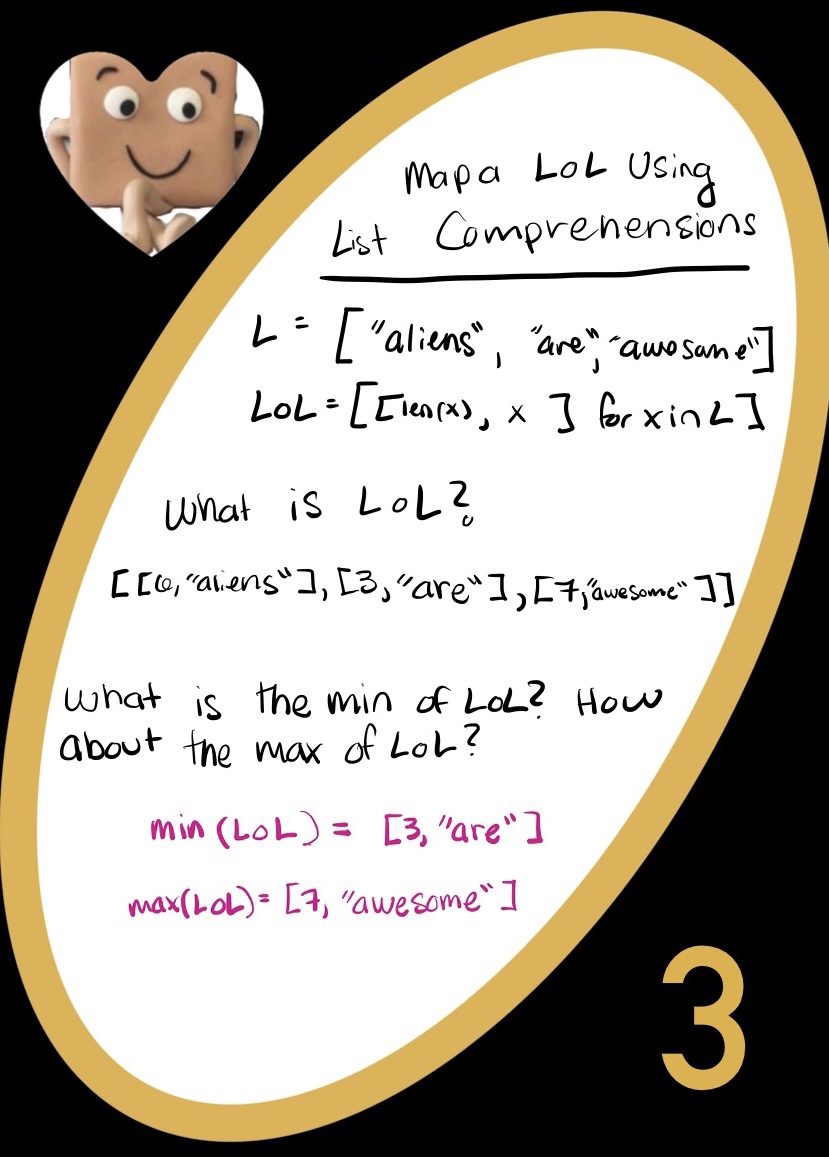 Map a LoL Using
List Comprehensions
L = ["aliens", "are", "awosame"]
LoL = [[len(x), x ] for x in L]
What is LoL?
[[6, "aliens"], [3, "are"], [7, "awesome"]]
What is the min of LoL? How
about the max of LoL?
min (LoL) = [3, "are"]
max(LoL) = [7, "awesome"]
3